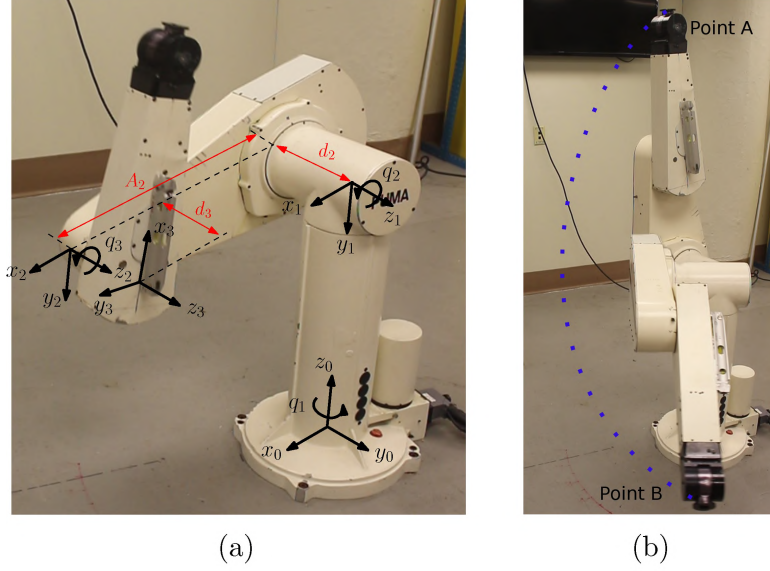 A₂
d₂
d₃
q₂
PUMA
x₁
z₁
y₁
q₃
x₃
x₂
z₂
y₂
y₃
z₃
z₀
q₁
x₀
y₀
Point A
Point B
(a)
(b)